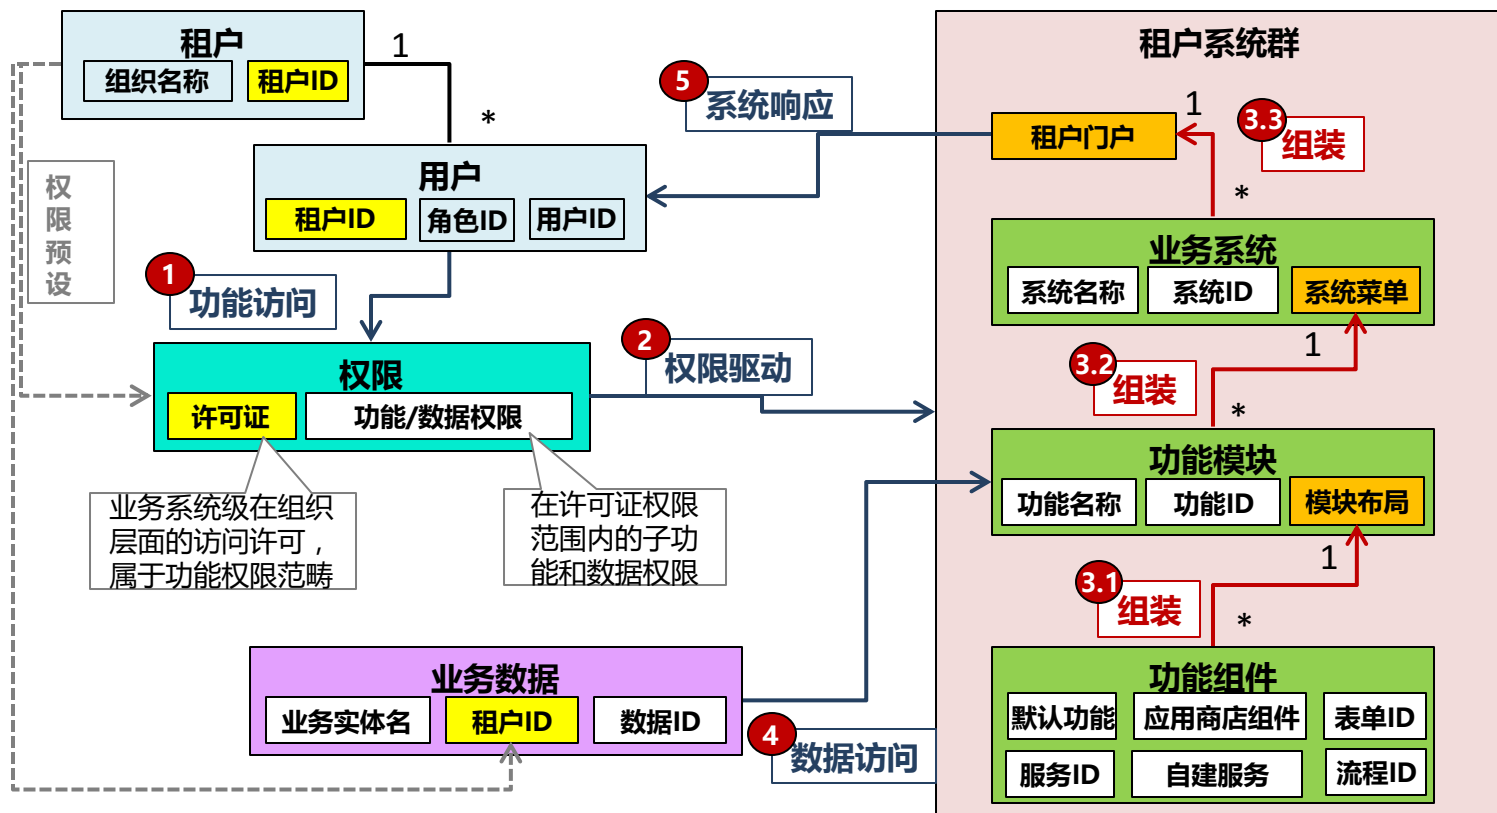 租户
组织名称
租户ID
1
*
权
限
预
设
用户
租户ID
角色ID
用户ID
1
功能访问
权限
许可证
功能/数据权限
业务系统级在组织
层面的访问许可，
属于功能权限范畴
在许可证权限
范围内的子功
能和数据权限
2
权限驱动
5
系统响应
业务数据
业务实体名
租户ID
数据ID
4
数据访问
租户系统群
租户门户
1
3.3
组装
*
业务系统
系统名称
系统ID
系统菜单
1
3.2
组装
*
功能模块
功能名称
功能ID
模块布局
1
3.1
组装
*
功能组件
默认功能
应用商店组件
表单ID
服务ID
自建服务
流程ID